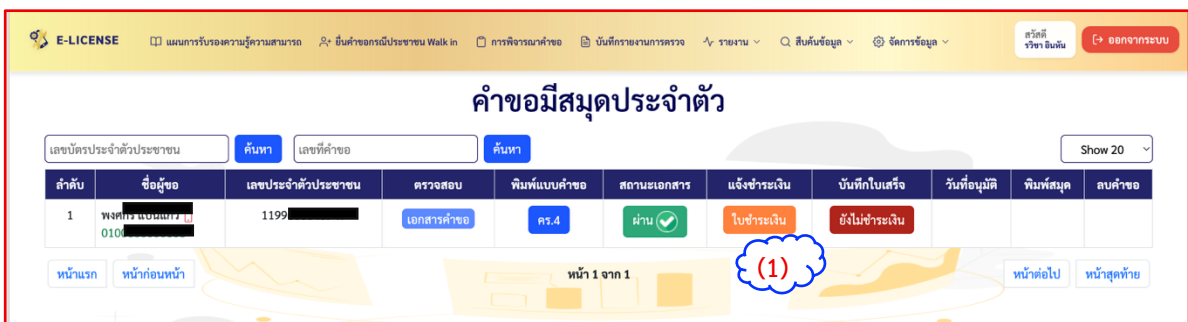 E-LICENSE แผนการรับรองความรู้ความสามารถ ยื่นคำขอกรณีประชาชน Walk in การพิจารณาคำขอ บันทึกรายงานการตรวจ รายงาน สืบค้นข้อมูล จัดการข้อมูล สวัสดี ออกจากระบบ
รวิชา อินหัน
คำขอมีสมุดประจำตัว
เลขบัตรประจำตัวประชาชน ค้นหา เลขที่คำขอ ค้นหา Show 20
ลำดับ ชื่อผู้ขอ เลขประจำตัวประชาชน ตรวจสอบ พิมพ์แบบคำขอ สถานะเอกสาร แจ้งชำระเงิน บันทึกใบเสร็จ วันที่อนุมัติ พิมพ์สมุด ลบคำขอ
1 1199 เอกสารคำขอ คร.4 ผ่าน ใบชำระเงิน ยังไม่ชำระเงิน
010
(1)
หน้าแรก หน้าก่อนหน้า หน้า 1 จาก 1 หน้าต่อไป หน้าสุดท้าย